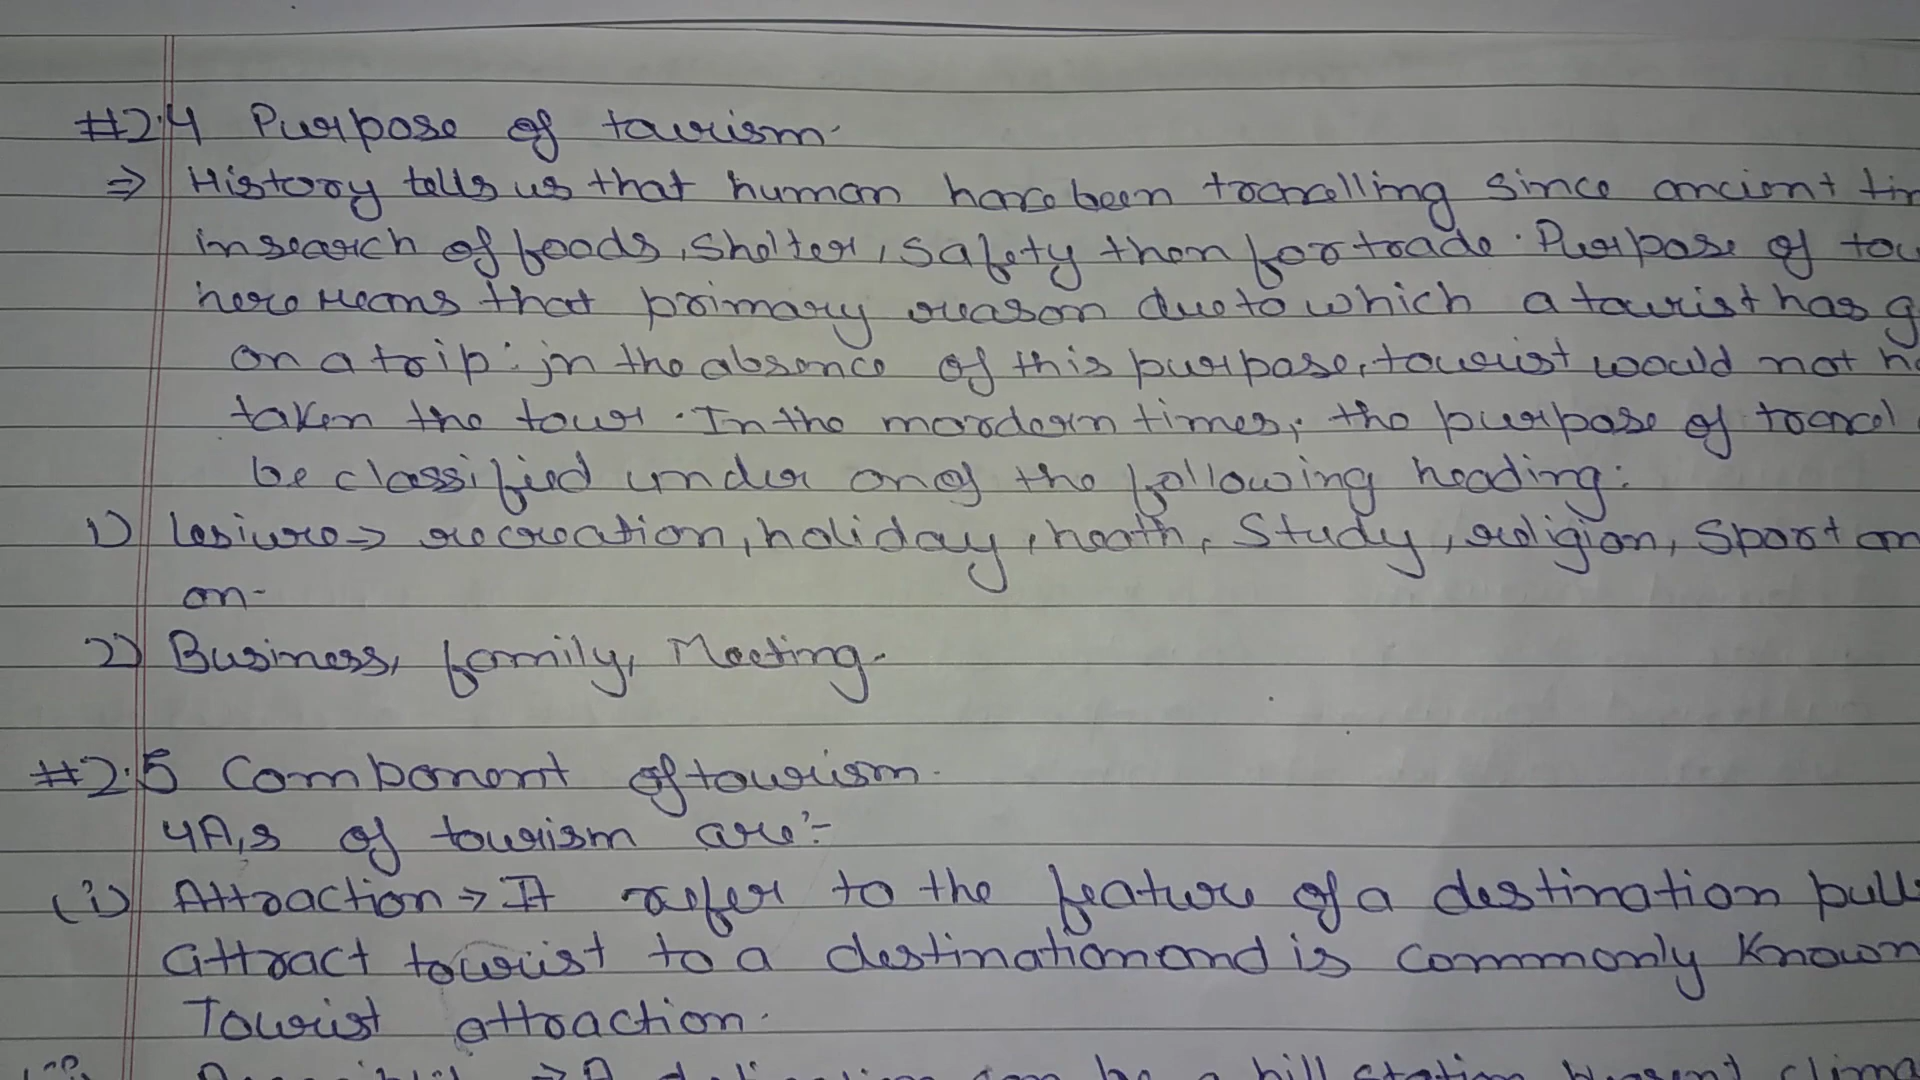 #2.4 Purpose of tourism.
⇒ History tells us that human have been travelling since ancient
in search of foods, shelter, safety then for trade. Purpose of
here means that primary reason due to which a tourist has
on a trip. in the absence of this purpose, tourist would not
taken the tour. In the mordern times, the purpose of travel
be classified under one of the following heading:
1) Lesiure → recreation, holiday, heath, Study, religion, Sport
on-
2) Business, family, Meeting.
#2.5 Component of tourism.
4A,s of tourism are:-
(i) Attraction → It refer to the feature of a destination
attract tourist to a destination and is commonly known
Tourist attraction.
hill station